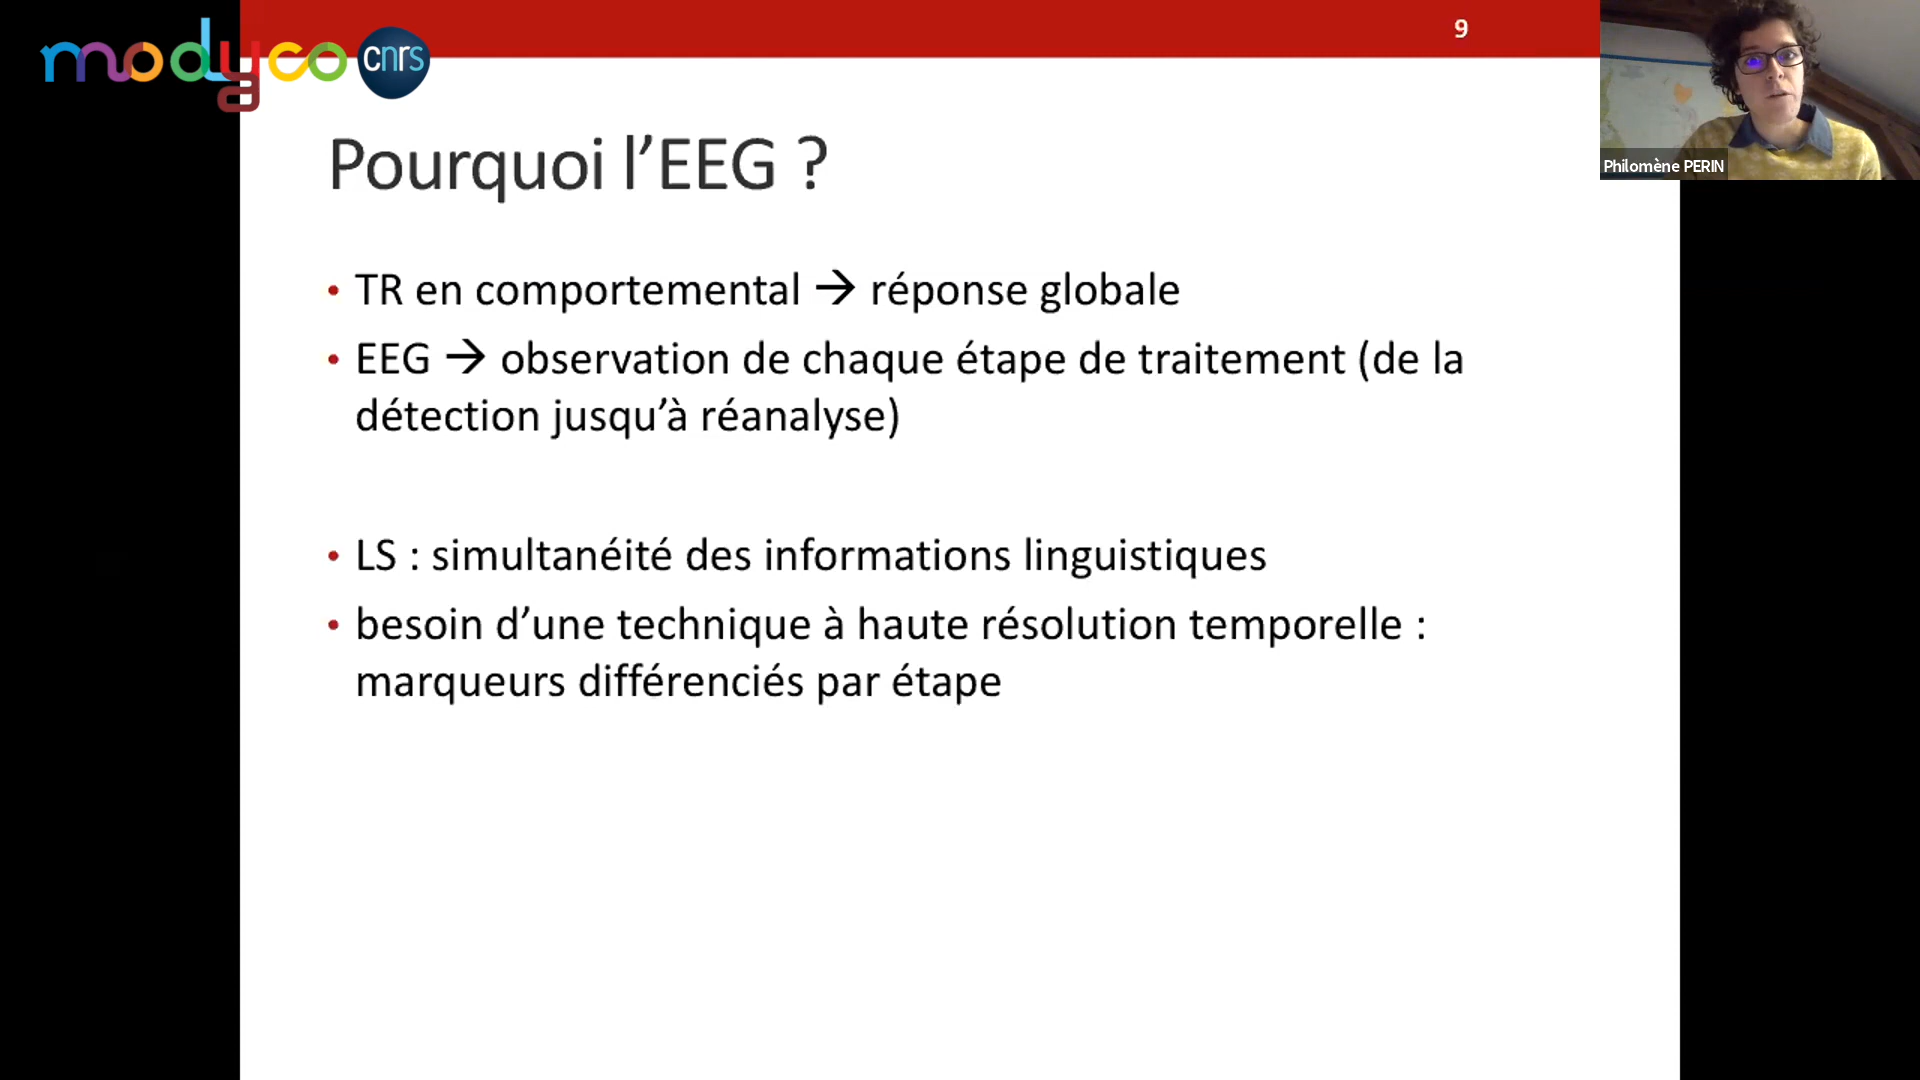 modyco cnrs
9
Philomène PERIN
Pourquoi l’EEG ?
• TR en comportemental → réponse globale
• EEG → observation de chaque étape de traitement (de la
détection jusqu’à réanalyse)
• LS : simultanéité des informations linguistiques
• besoin d’une technique à haute résolution temporelle :
marqueurs différenciés par étape